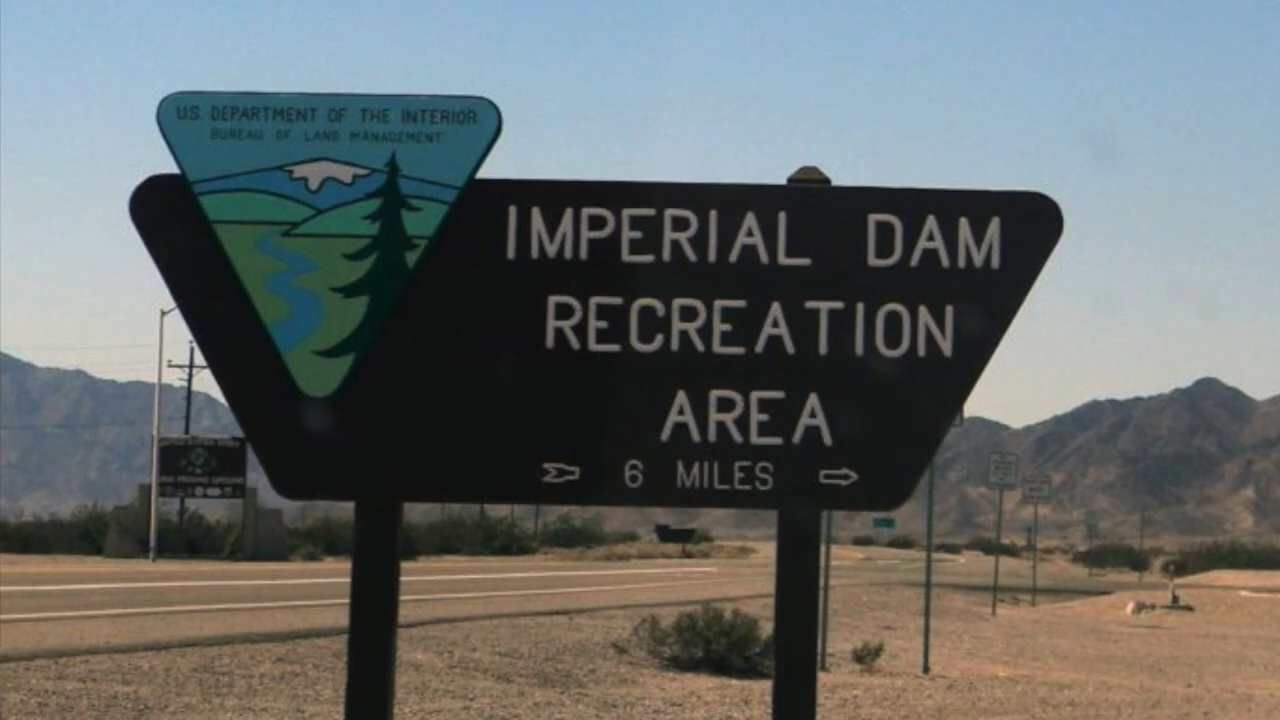 U.S. DEPARTMENT OF THE INTERIOR
BUREAU OF LAND MANAGEMENT
IMPERIAL DAM
RECREATION
AREA
6 MILES